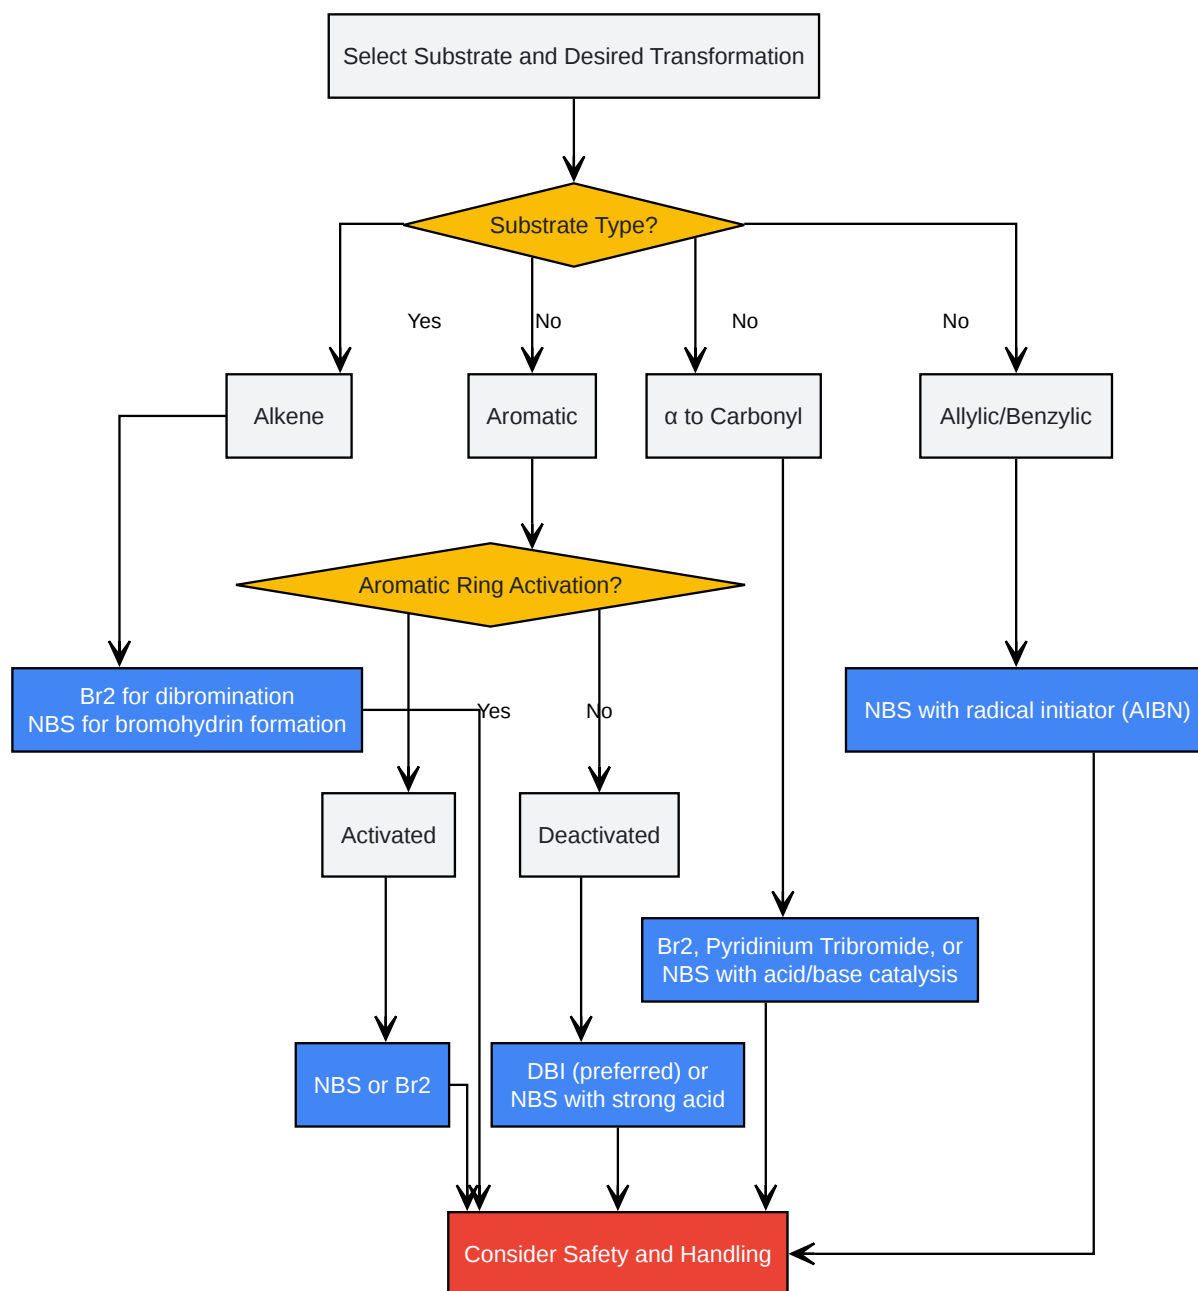 Select Substrate and Desired Transformation
Substrate Type?
Yes
No
No
No
Alkene
Aromatic
α to Carbonyl
Allylic/Benzylic
Aromatic Ring Activation?
Br2 for dibromination
NBS for bromohydrin formation
Yes
No
NBS with radical initiator (AIBN)
Activated
Deactivated
Br2, Pyridinium Tribromide, or
NBS with acid/base catalysis
NBS or Br2
DBI (preferred) or
NBS with strong acid
Consider Safety and Handling